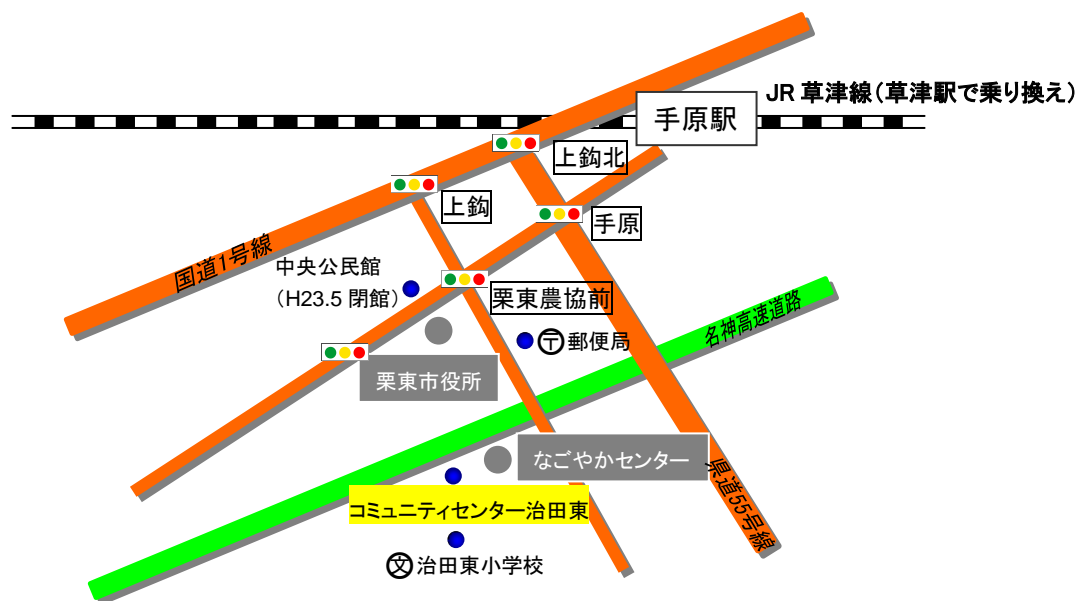 JR 草津線（草津駅で乗り換え）
手原駅
上鈎北
上鈎
手原
国道1号線
中央公民館
（H23.5 閉館）
栗東農協前
名神高速道路
〒郵便局
栗東市役所
なごやかセンター
県道55号線
コミュニティセンター治田東
文 治田東小学校